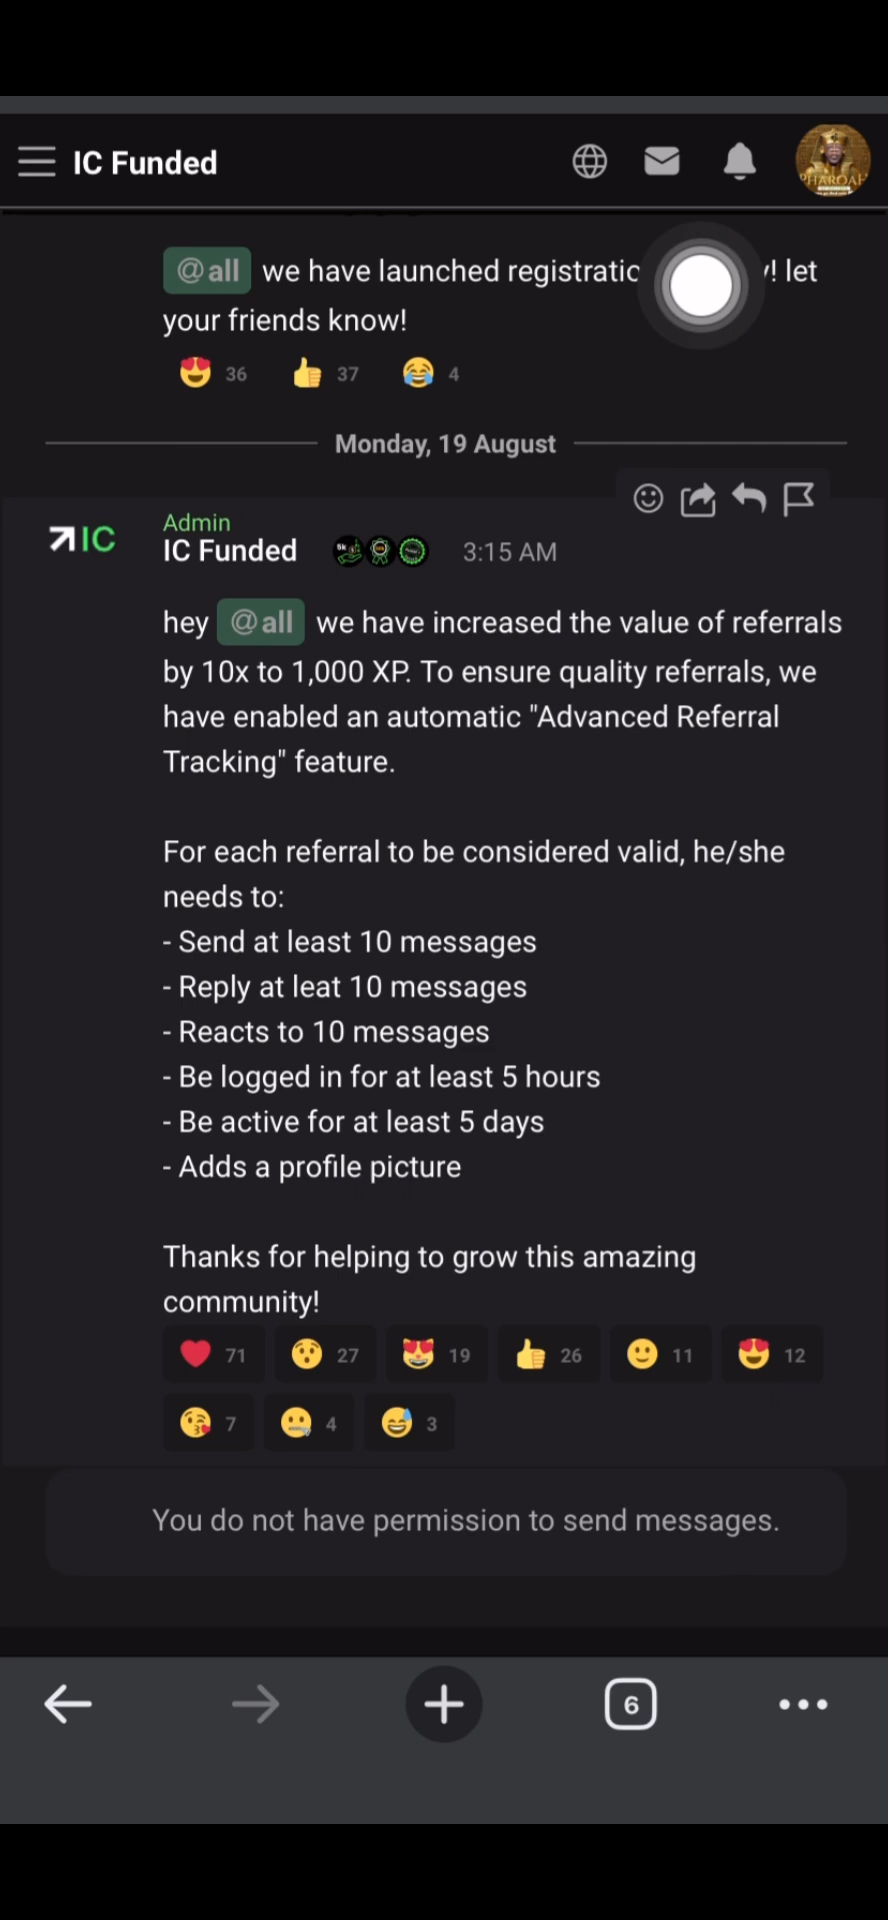 IC Funded
PHAROAH
@all we have launched registratio y! let
your friends know!
36 37 4
Monday, 19 August
IC
Admin
IC Funded 3:15 AM
hey @all we have increased the value of referrals
by 10x to 1,000 XP. To ensure quality referrals, we
have enabled an automatic "Advanced Referral
Tracking" feature.
For each referral to be considered valid, he/she
needs to:
- Send at least 10 messages
- Reply at leat 10 messages
- Reacts to 10 messages
- Be logged in for at least 5 hours
- Be active for at least 5 days
- Adds a profile picture
Thanks for helping to grow this amazing
community!
71 27 19 26 11 12
7 4 3
You do not have permission to send messages.
6